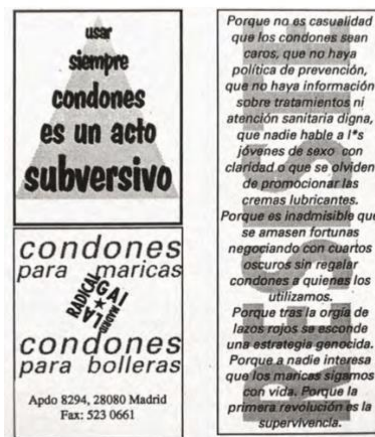 usar
siempre
condones
es un acto
subversivo
condones
para maricas
LA
RADICAL
GAI
MADRID
condones
para bolleras
Apdo 8294, 28080 Madrid
Fax: 523 0661
Porque no es casualidad
que los condones sean
caros, que no haya
política de prevención,
que no haya información
sobre tratamientos ni
atención sanitaria digna,
que nadie hable a l*s
jóvenes de sexo con
claridad o que se olviden
de promocionar las
cremas lubricantes.
Porque es inadmisible que
se amasen fortunas
negociando con cuartos
oscuros sin regalar
condones a quienes los
utilizamos.
Porque tras la orgía de
lazos rojos se esconde
una estrategia genocida.
Porque a nadie interesa
que los maricas sigamos
con vida. Porque la
primera revolución es la
supervivencia.